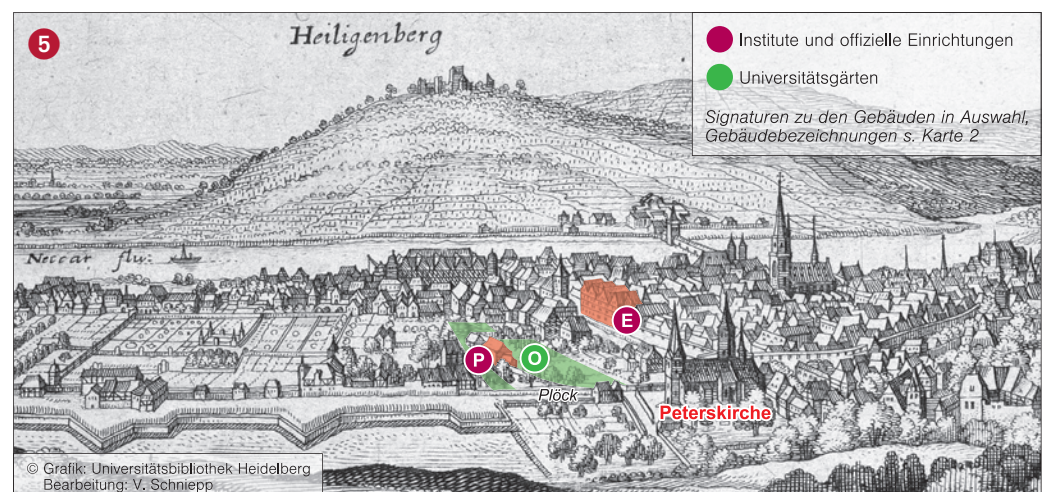 5
Heiligenberg
Institute und offizielle Einrichtungen
Universitätsgärten
Signaturen zu den Gebäuden in Auswahl,
Gebäudebezeichnungen s. Karte 2
Neccar flu:
E
P
O
Plöck
Peterskirche
© Grafik: Universitätsbibliothek Heidelberg
Bearbeitung: V. Schniepp